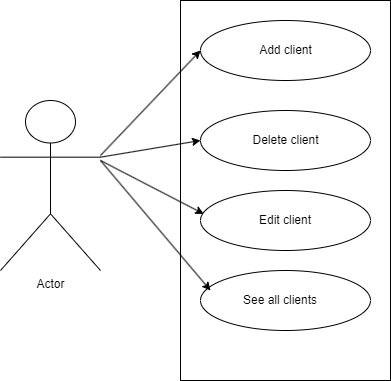 Add client
Delete client
Edit client
See all clients
Actor